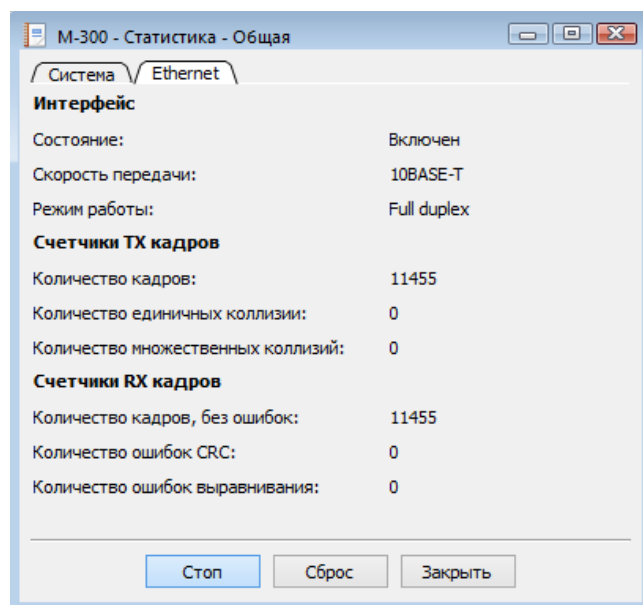 М-300 - Статистика - Общая
Система Ethernet
Интерфейс
Состояние: Включен
Скорость передачи: 10BASE-T
Режим работы: Full duplex
Счетчики TX кадров
Количество кадров: 11455
Количество единичных коллизии: 0
Количество множественных коллизий: 0
Счетчики RX кадров
Количество кадров, без ошибок: 11455
Количество ошибок CRC: 0
Количество ошибок выравнивания: 0
Стоп Сброс Закрыть